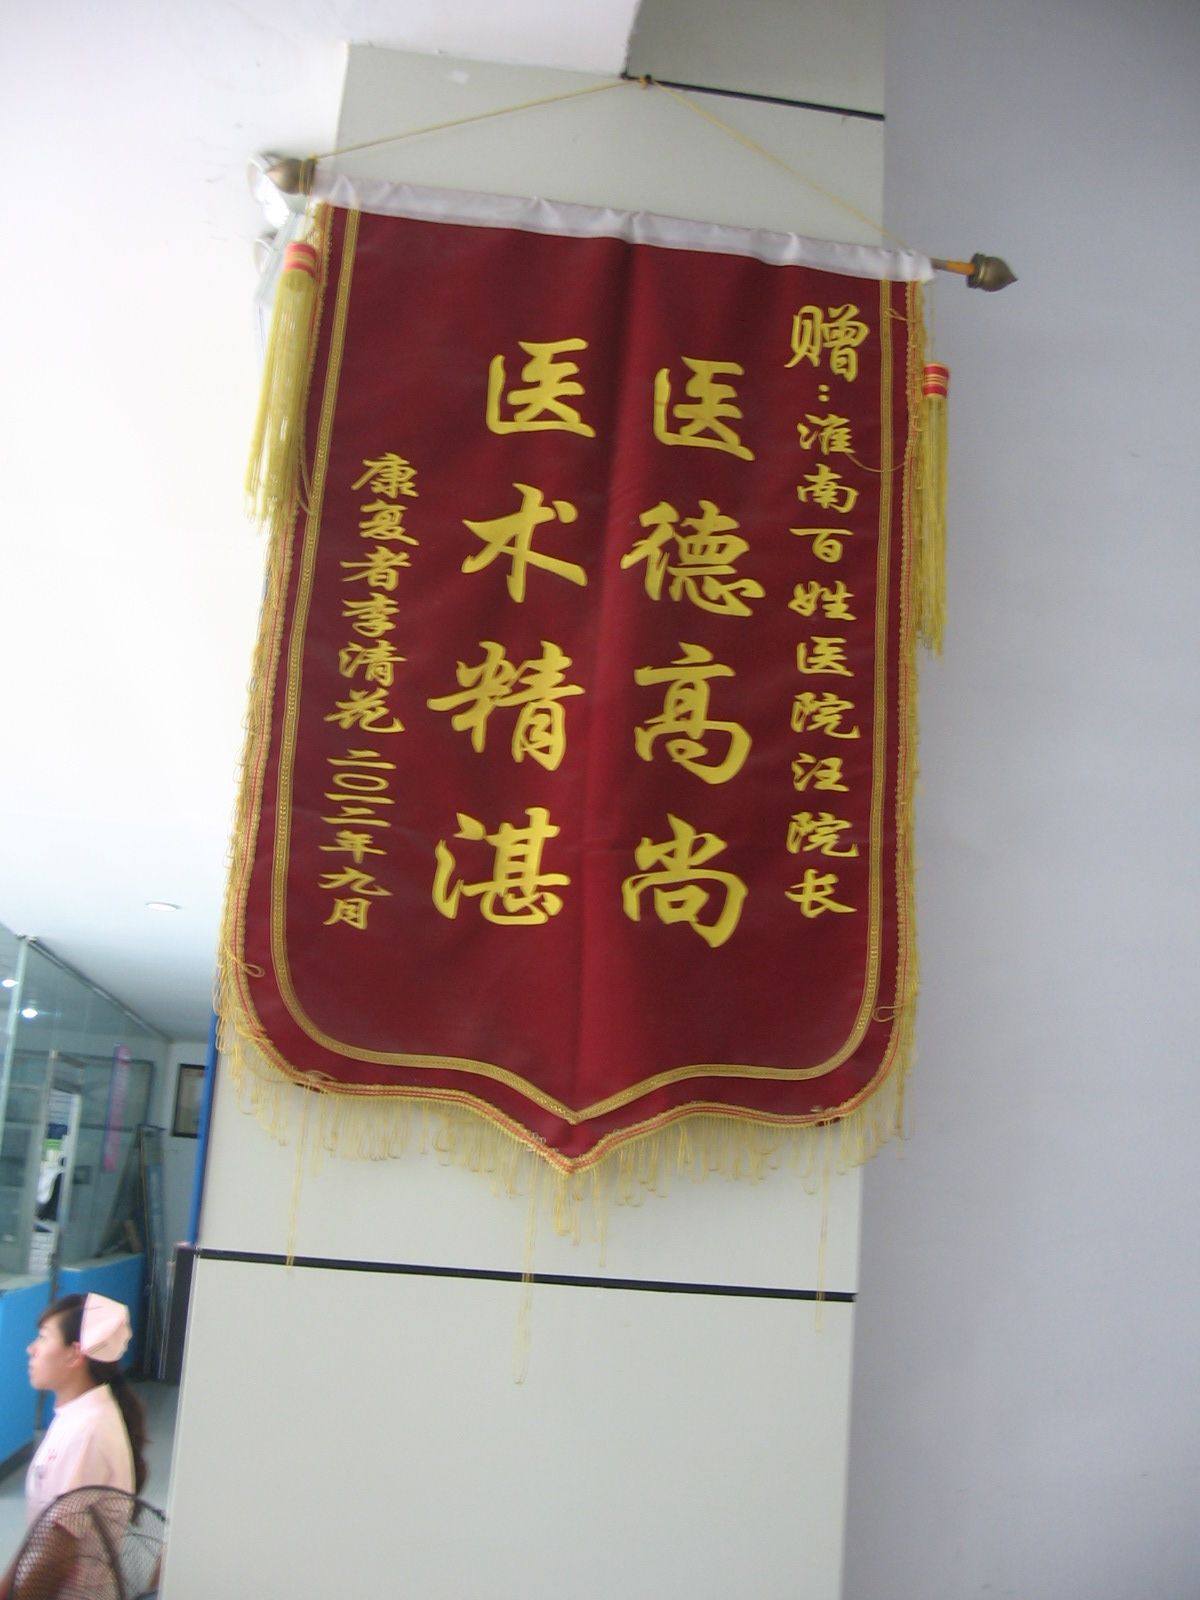 赠：淮南百姓医院汪院长
医德高尚
医术精湛
康复者李清花二〇一二年九月